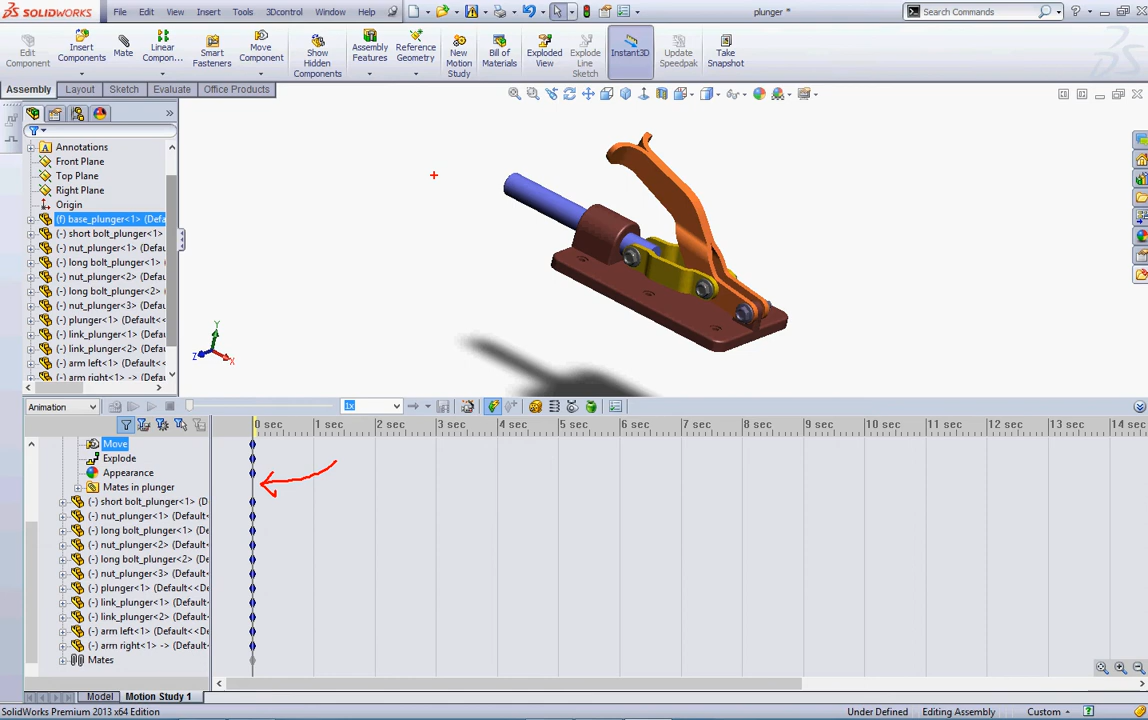 SOLIDWORKS File Edit View Insert Tools 3Dcontrol Window Help plunger * Search Commands
Edit Component
Insert Components
Mate
Linear Compon...
Smart Fasteners
Move Component
Show Hidden Components
Assembly Features
Reference Geometry
New Motion Study
Bill of Materials
Exploded View
Explode Line Sketch
Instant3D
Update Speedpak
Take Snapshot
Assembly Layout Sketch Evaluate Office Products
Annotations
Front Plane
Top Plane
Right Plane
Origin
(f) base_plunger<1> (Defa
(-) short bolt_plunger<1>
(-) nut_plunger<1> (Defau
(-) long bolt_plunger<1> (
(-) nut_plunger<2> (Defau
(-) long bolt_plunger<2> (
(-) nut_plunger<3> (Defau
(-) plunger<1> (Default<<
(-) link_plunger<1> (Defau
(-) link_plunger<2> (Defau
(-) arm left<1> (Default<<
(-) arm right<1> -> (Defau
Y
Z X
Animation 1x
0 sec 1 sec 2 sec 3 sec 4 sec 5 sec 6 sec 7 sec 8 sec 9 sec 10 sec 11 sec 12 sec 13 sec 14 sec
Move
Explode
Appearance
Mates in plunger
(-) short bolt_plunger<1> (D
(-) nut_plunger<1> (Default<
(-) long bolt_plunger<1> (De
(-) nut_plunger<2> (Default<
(-) long bolt_plunger<2> (De
(-) nut_plunger<3> (Default<
(-) plunger<1> (Default<<De
(-) link_plunger<1> (Default<
(-) link_plunger<2> (Default<
(-) arm left<1> (Default<<De
(-) arm right<1> -> (Default<
Mates
Model Motion Study 1
SolidWorks Premium 2013 x64 Edition Under Defined Editing Assembly Custom